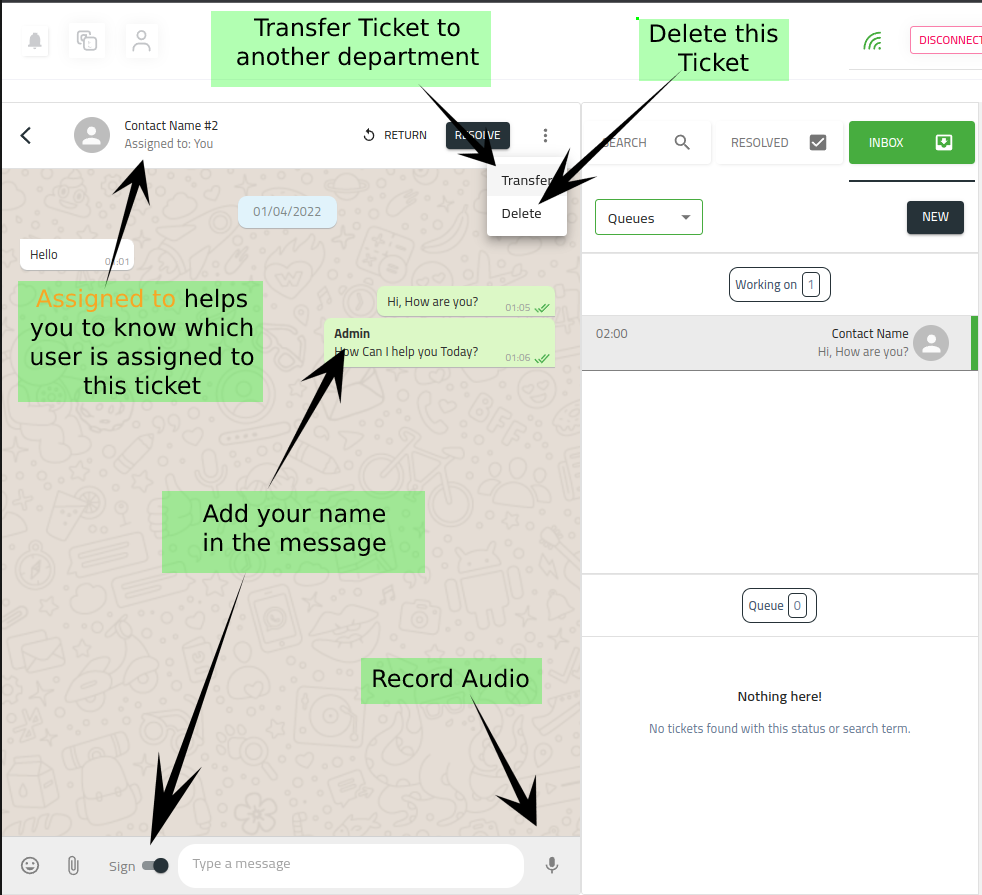 Transfer Ticket to
another department
Delete this
Ticket
DISCONNECT
Contact Name #2
Assigned to: You
RETURN
RESOLVE
SEARCH
RESOLVED
INBOX
Transfer
Delete
01/04/2022
Queues
NEW
Hello
01:01
Working on 1
Assigned to helps
you to know which
user is assigned to
this ticket
Hi, How are you?
01:05
Admin
How Can I help you Today?
01:06
02:00
Contact Name
Hi, How are you?
Add your name
in the message
Queue 0
Record Audio
Nothing here!
No tickets found with this status or search term.
Sign
Type a message